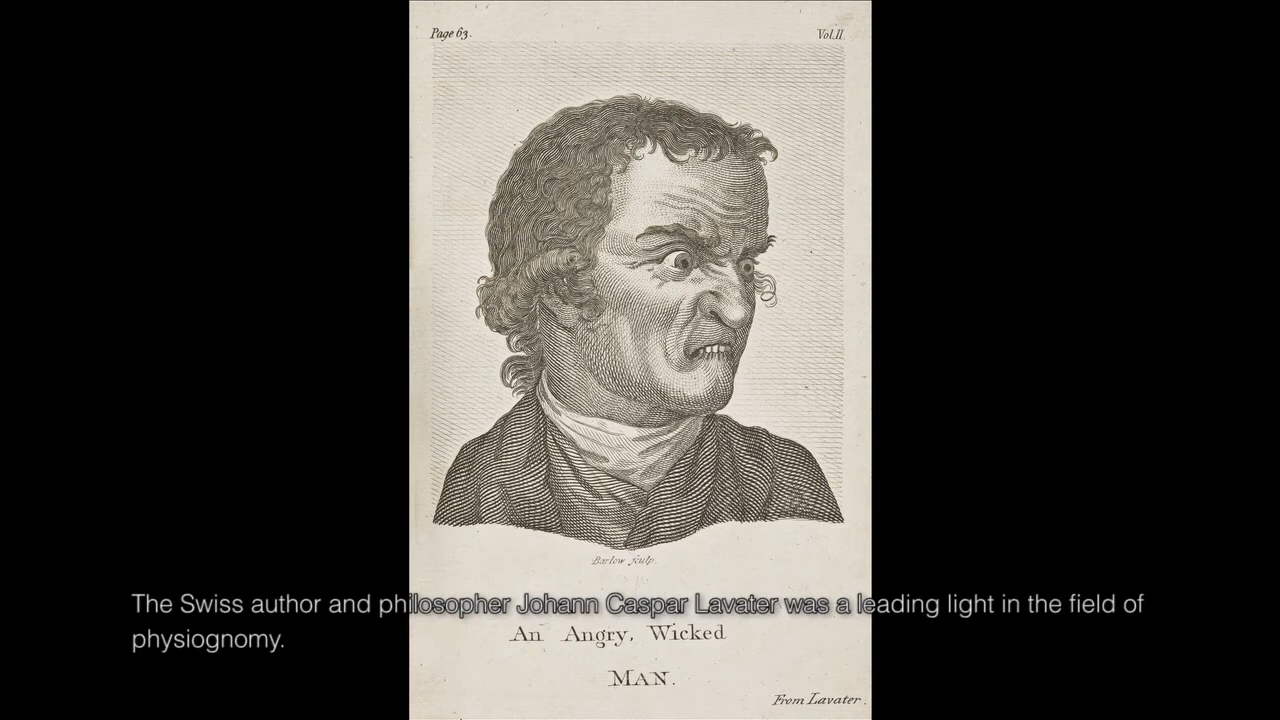 Page 63.
Vol.II.
Barlow sculp.
The Swiss author and philosopher Johann Caspar Lavater was a leading light in the field of
physiognomy.
An Angry, Wicked
MAN.
From Lavater.